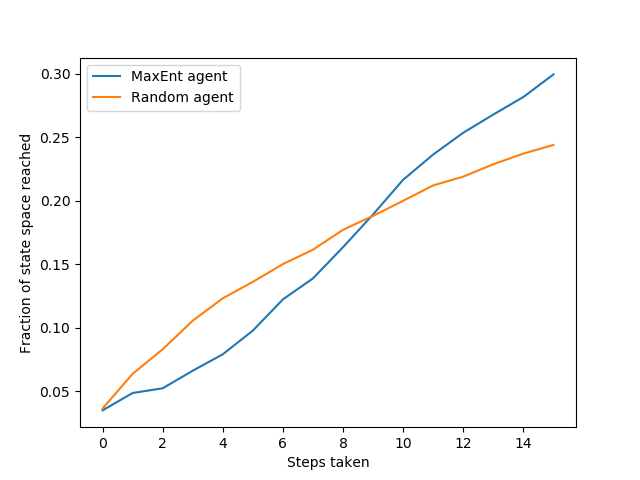 MaxEnt agent
Random agent
0.30
0.25
0.20
0.15
0.10
0.05
Fraction of state space reached
0 2 4 6 8 10 12 14
Steps taken